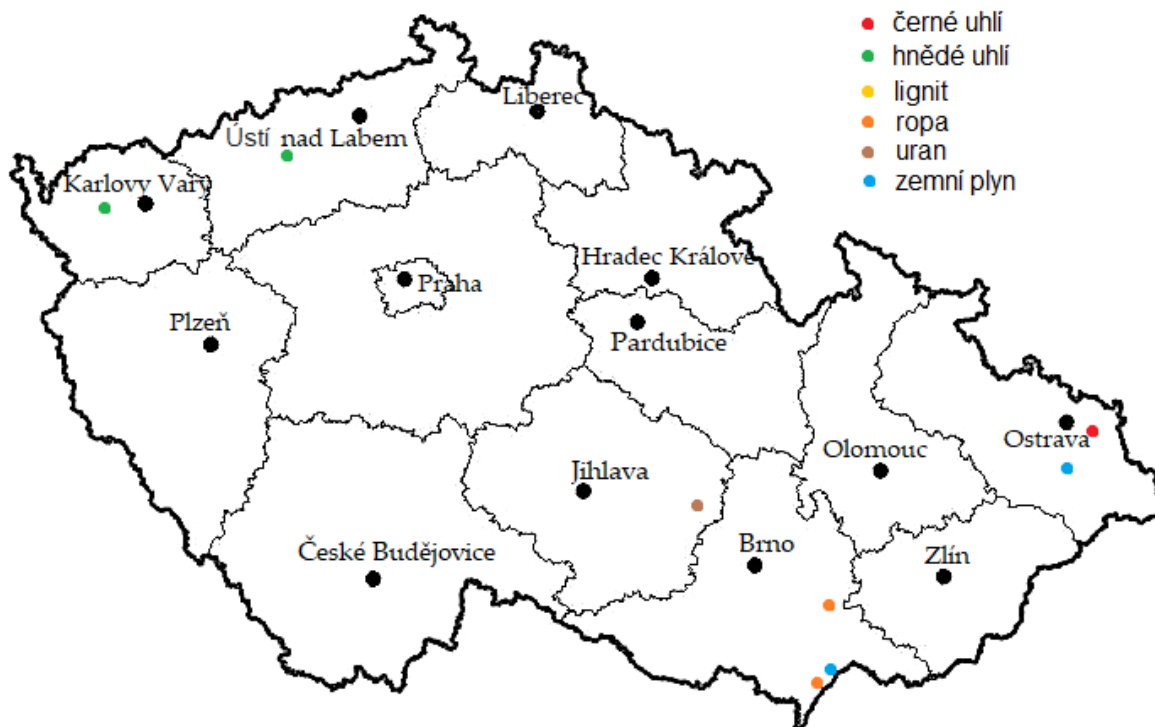 černé uhlí
hnědé uhlí
lignit
ropa
uran
zemní plyn
Liberec
Ústí nad Labem
Karlovy Vary
Hradec Králové
Praha
Plzeň
Pardubice
Ostrava
Olomouc
Jihlava
Brno
České Budějovice
Zlín